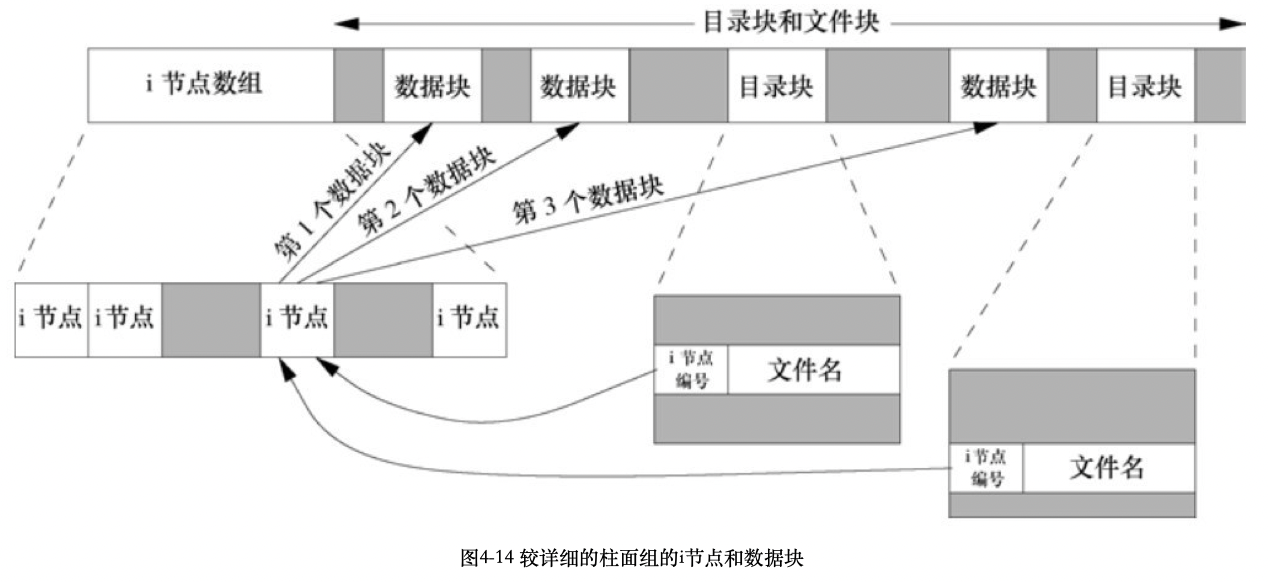 目录块和文件块
i 节点数组
数据块
数据块
目录块
数据块
目录块
第 1 个数据块
第 2 个数据块
第 3 个数据块
i 节点
i 节点
i 节点
i 节点
i 节点
编号
文件名
i 节点
编号
文件名
图4-14 较详细的柱面组的i节点和数据块